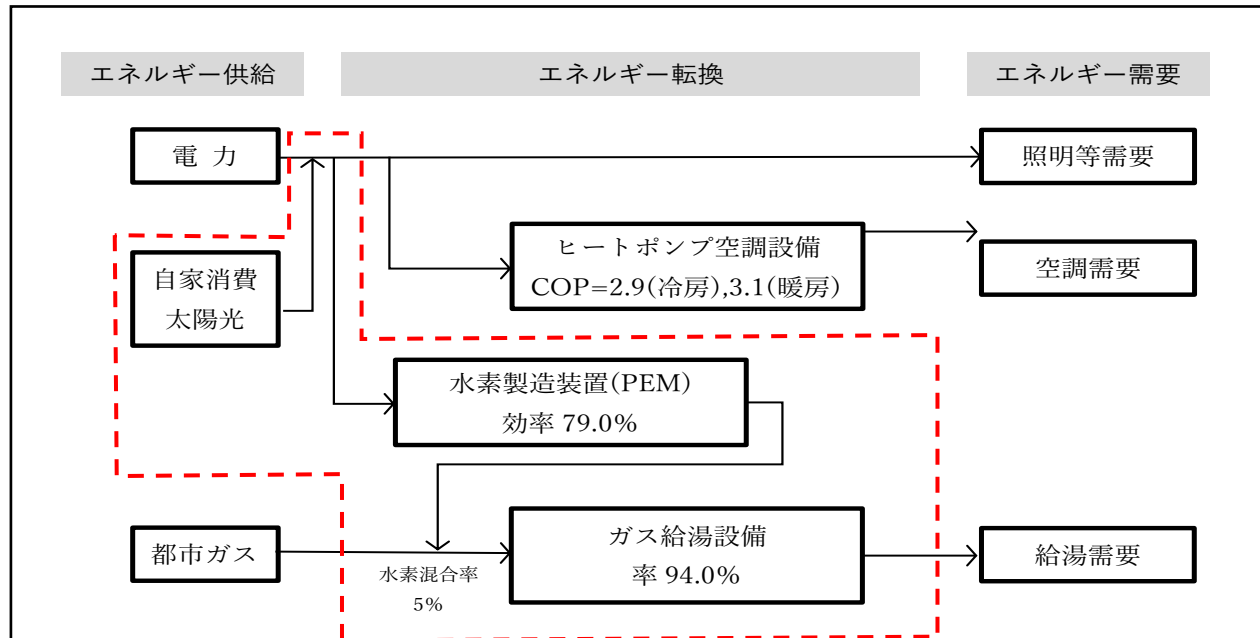 エネルギー供給
エネルギー転換
エネルギー需要
電 力
照明等需要
ヒートポンプ空調設備
COP=2.9(冷房),3.1(暖房)
空調需要
自家消費
太陽光
水素製造装置(PEM)
効率 79.0%
都市ガス
水素混合率
5%
ガス給湯設備
率 94.0%
給湯需要